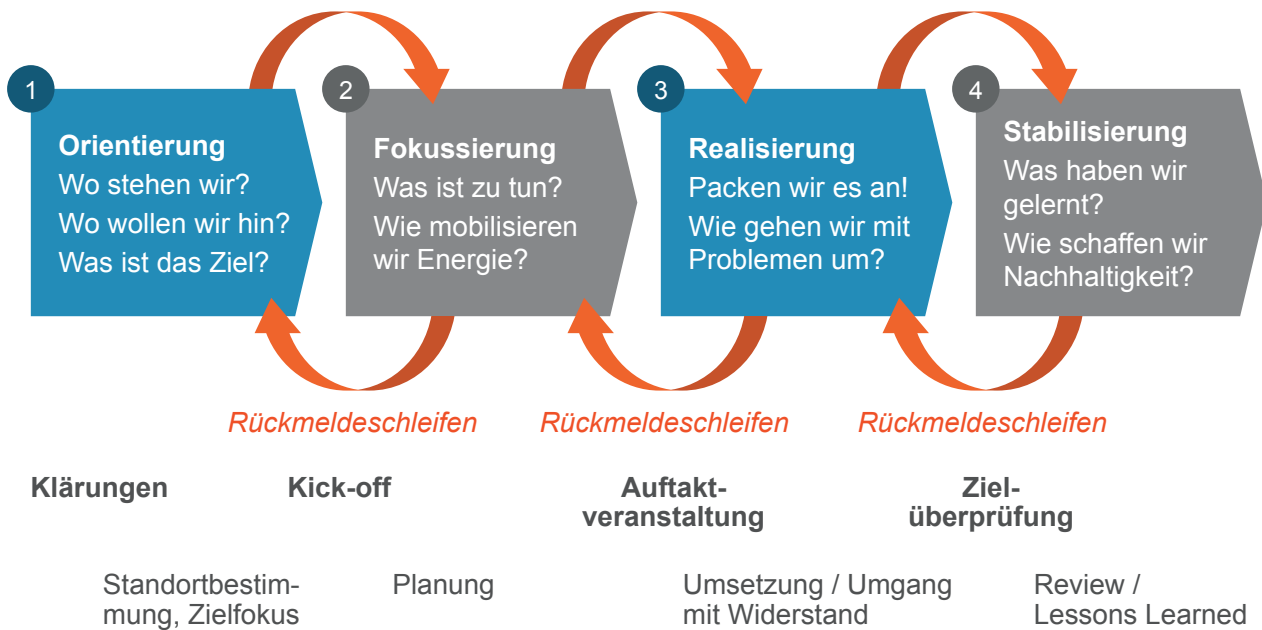 1
Orientierung
Wo stehen wir?
Wo wollen wir hin?
Was ist das Ziel?
2
Fokussierung
Was ist zu tun?
Wie mobilisieren
wir Energie?
3
Realisierung
Packen wir es an!
Wie gehen wir mit
Problemen um?
4
Stabilisierung
Was haben wir
gelernt?
Wie schaffen wir
Nachhaltigkeit?
Rückmeldeschleifen
Rückmeldeschleifen
Rückmeldeschleifen
Klärungen
Kick-off
Auftakt-
veranstaltung
Ziel-
überprüfung
Standortbestim-
mung, Zielfokus
Planung
Umsetzung / Umgang
mit Widerstand
Review /
Lessons Learned